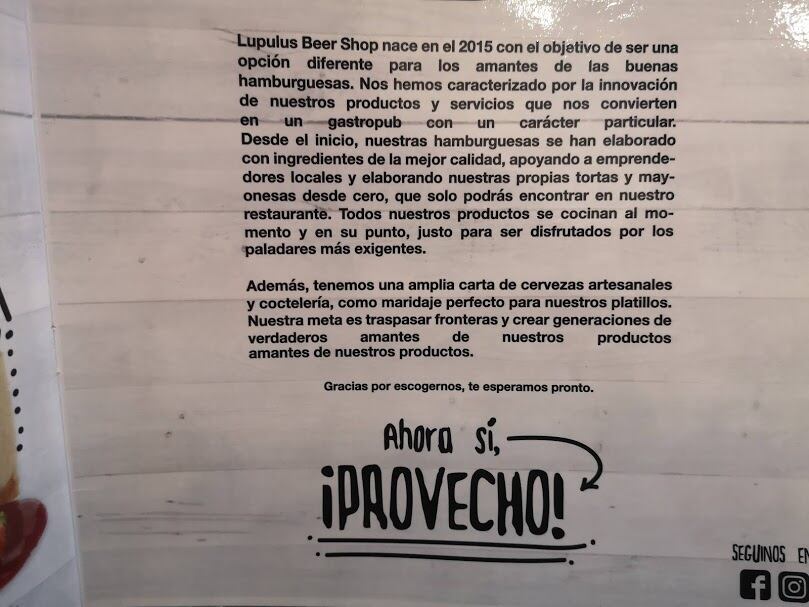 Lupulus Beer Shop nace en el 2015 con el objetivo de ser una
opción diferente para los amantes de las buenas
hamburguesas. Nos hemos caracterizado por la innovación
de nuestros productos y servicios que nos convierten
en un gastropub con un carácter particular.
Desde el inicio, nuestras hamburguesas se han elaborado
con ingredientes de la mejor calidad, apoyando a emprende-
dores locales y elaborando nuestras propias tortas y may-
onesas desde cero, que solo podrás encontrar en nuestro
restaurante. Todos nuestros productos se cocinan al mo-
mento y en su punto, justo para ser disfrutados por los
paladares más exigentes.
Además, tenemos una amplia carta de cervezas artesanales
y coctelería, como maridaje perfecto para nuestros platillos.
Nuestra meta es traspasar fronteras y crear generaciones de
verdaderos amantes de nuestros productos
amantes de nuestros productos.
Gracias por escogernos, te esperamos pronto.
Ahora sí,
¡PROVECHO!
SEGUINOS EN